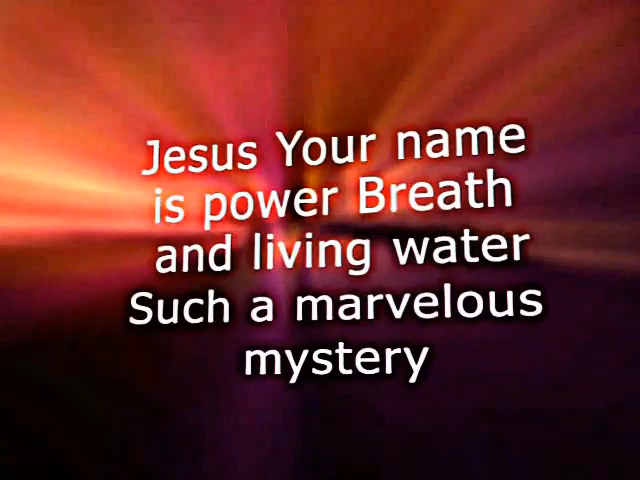 Jesus Your name
is power Breath
and living water
Such a marvelous
mystery